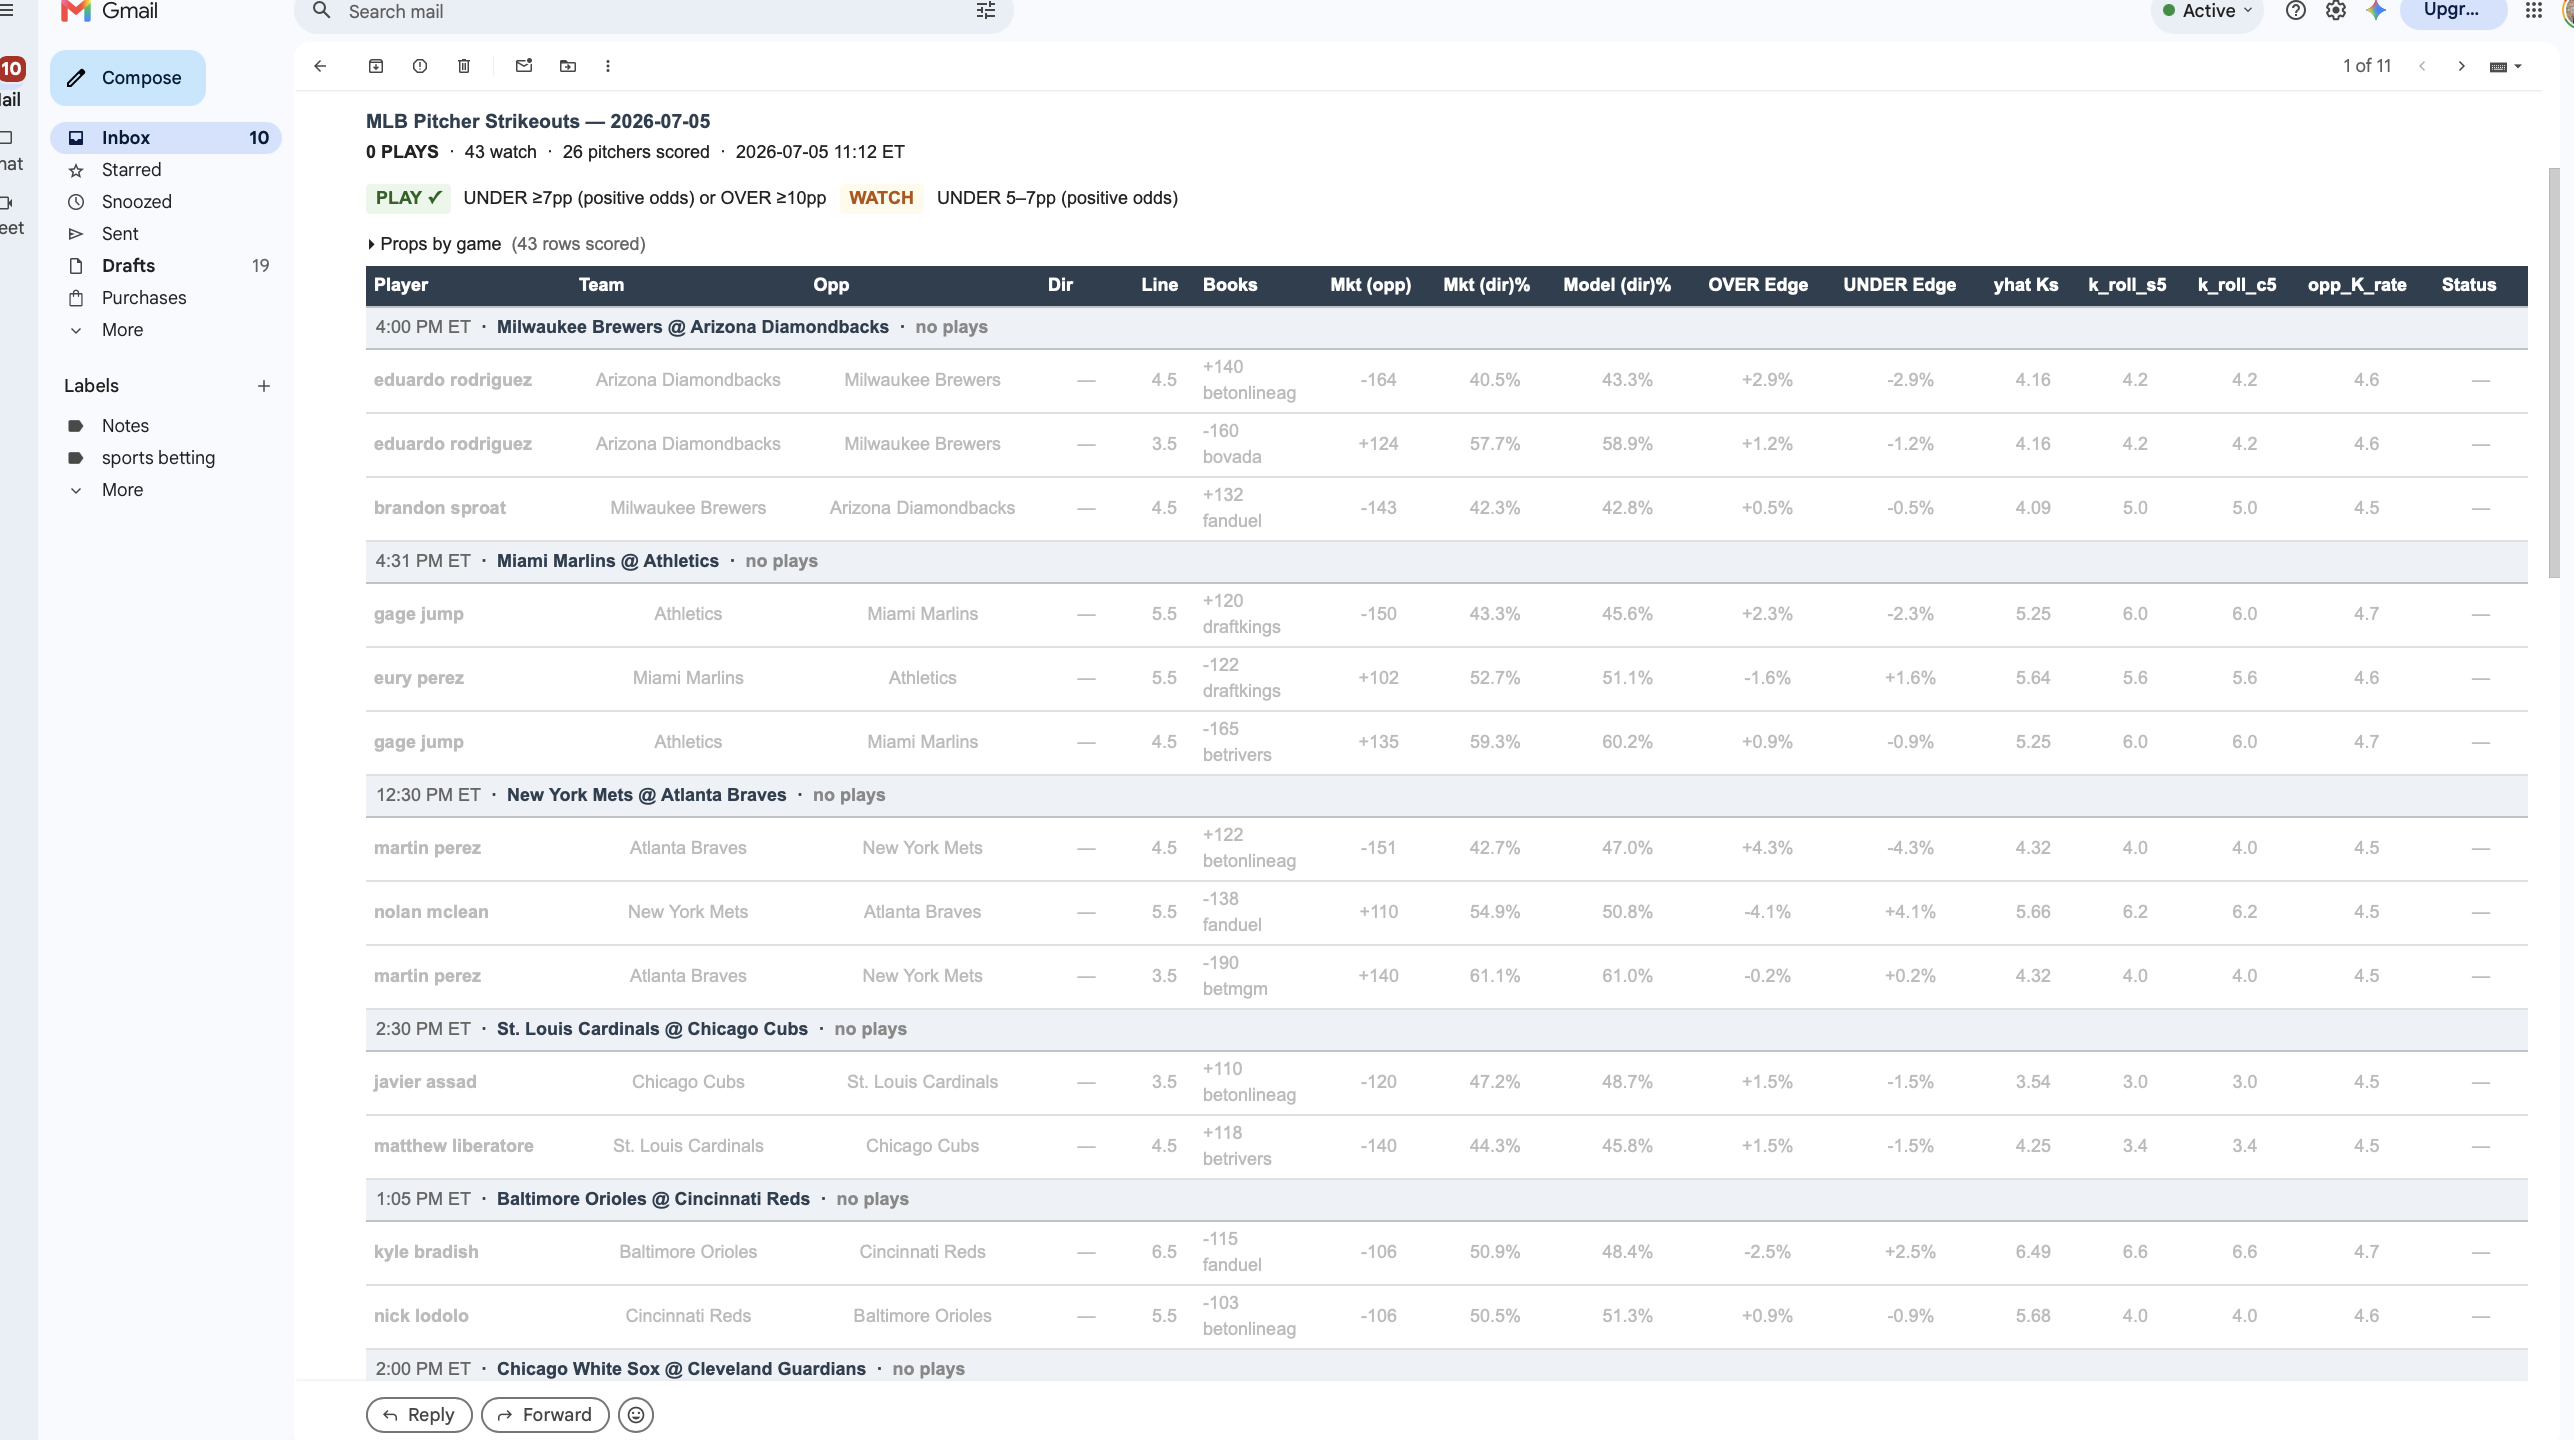 Gmail
Search mail
Active
Upgr...
10
Compose
1 of 11
ail
Inbox 10
nat
Starred
Snoozed
eet
Sent
Drafts 19
Purchases
More
Labels
Notes
sports betting
More
MLB Pitcher Strikeouts — 2026-07-05
0 PLAYS · 43 watch · 26 pitchers scored · 2026-07-05 11:12 ET
PLAY ✓ UNDER ≥7pp (positive odds) or OVER ≥10pp WATCH UNDER 5–7pp (positive odds)
Props by game (43 rows scored)
Player Team Opp Dir Line Books Mkt (opp) Mkt (dir)% Model (dir)% OVER Edge UNDER Edge yhat Ks k_roll_s5 k_roll_c5 opp_K_rate Status
4:00 PM ET · Milwaukee Brewers @ Arizona Diamondbacks · no plays
eduardo rodriguez Arizona Diamondbacks Milwaukee Brewers — 4.5 +140 betonlineag -164 40.5% 43.3% +2.9% -2.9% 4.16 4.2 4.2 4.6 —
eduardo rodriguez Arizona Diamondbacks Milwaukee Brewers — 3.5 -160 bovada +124 57.7% 58.9% +1.2% -1.2% 4.16 4.2 4.2 4.6 —
brandon sproat Milwaukee Brewers Arizona Diamondbacks — 4.5 +132 fanduel -143 42.3% 42.8% +0.5% -0.5% 4.09 5.0 5.0 4.5 —
4:31 PM ET · Miami Marlins @ Athletics · no plays
gage jump Athletics Miami Marlins — 5.5 +120 draftkings -150 43.3% 45.6% +2.3% -2.3% 5.25 6.0 6.0 4.7 —
eury perez Miami Marlins Athletics — 5.5 -122 draftkings +102 52.7% 51.1% -1.6% +1.6% 5.64 5.6 5.6 4.6 —
gage jump Athletics Miami Marlins — 4.5 -165 betrivers +135 59.3% 60.2% +0.9% -0.9% 5.25 6.0 6.0 4.7 —
12:30 PM ET · New York Mets @ Atlanta Braves · no plays
martin perez Atlanta Braves New York Mets — 4.5 +122 betonlineag -151 42.7% 47.0% +4.3% -4.3% 4.32 4.0 4.0 4.5 —
nolan mclean New York Mets Atlanta Braves — 5.5 -138 fanduel +110 54.9% 50.8% -4.1% +4.1% 5.66 6.2 6.2 4.5 —
martin perez Atlanta Braves New York Mets — 3.5 -190 betmgm +140 61.1% 61.0% -0.2% +0.2% 4.32 4.0 4.0 4.5 —
2:30 PM ET · St. Louis Cardinals @ Chicago Cubs · no plays
javier assad Chicago Cubs St. Louis Cardinals — 3.5 +110 betonlineag -120 47.2% 48.7% +1.5% -1.5% 3.54 3.0 3.0 4.5 —
matthew liberatore St. Louis Cardinals Chicago Cubs — 4.5 +118 betrivers -140 44.3% 45.8% +1.5% -1.5% 4.25 3.4 3.4 4.5 —
1:05 PM ET · Baltimore Orioles @ Cincinnati Reds · no plays
kyle bradish Baltimore Orioles Cincinnati Reds — 6.5 -115 fanduel -106 50.9% 48.4% -2.5% +2.5% 6.49 6.6 6.6 4.7 —
nick lodolo Cincinnati Reds Baltimore Orioles — 5.5 -103 betonlineag -106 50.5% 51.3% +0.9% -0.9% 5.68 4.0 4.0 4.6 —
2:00 PM ET · Chicago White Sox @ Cleveland Guardians · no plays
Reply
Forward